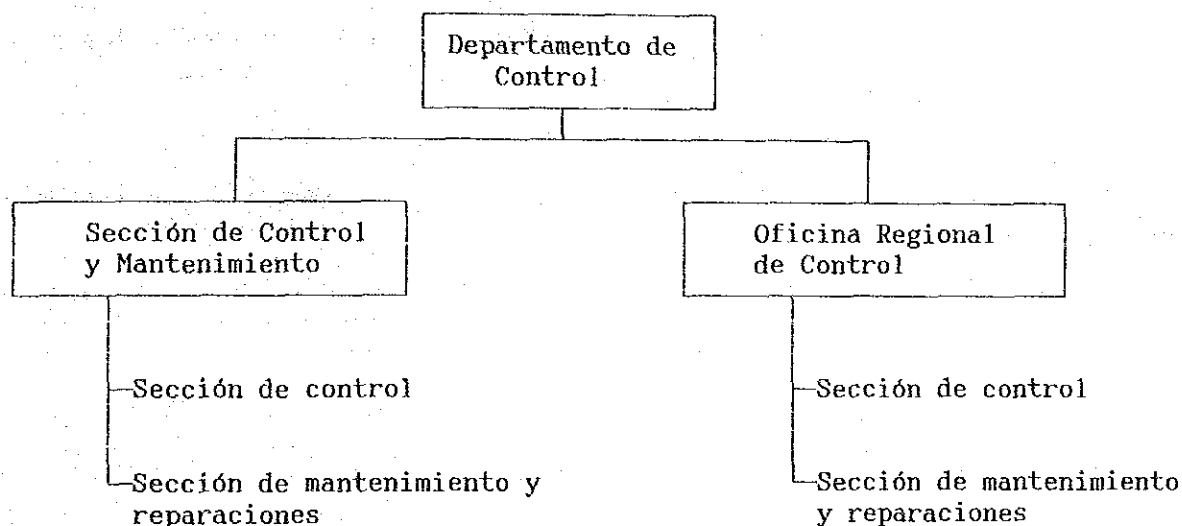 Departamento de
Control
Sección de Control
y Mantenimiento
Sección de control
Sección de mantenimiento y
reparaciones
Oficina Regional
de Control
Sección de control
Sección de mantenimiento
y reparaciones